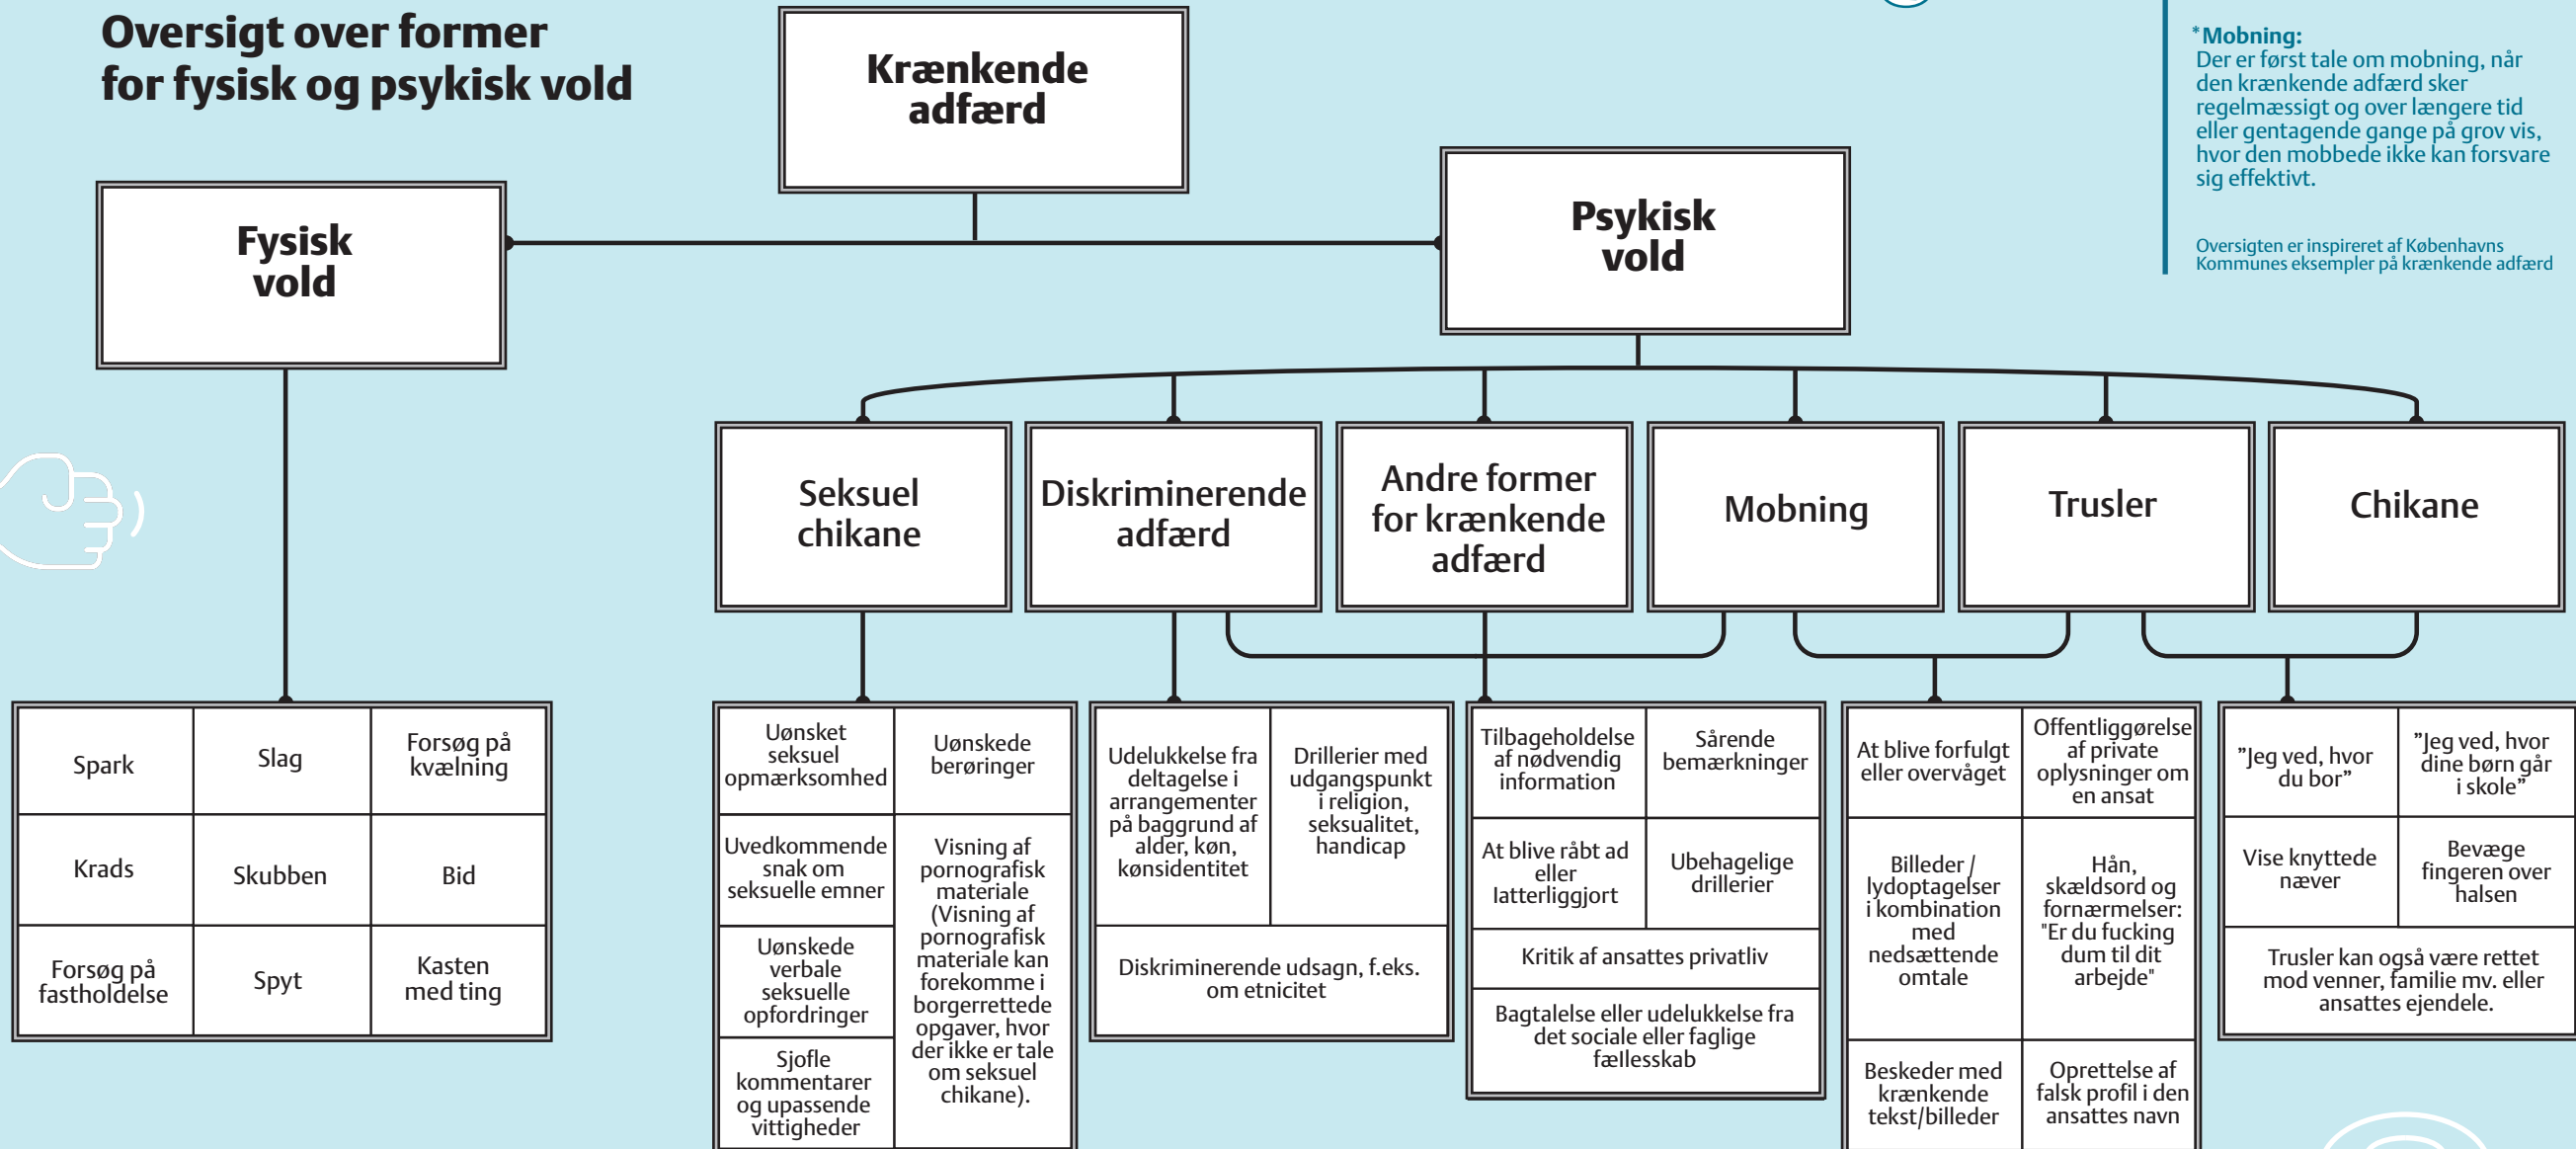 Oversigt over former
for fysisk og psykisk vold
Krænkende
adfærd
*Mobning:
Der er først tale om mobning, når
den krænkende adfærd sker
regelmæssigt og over længere tid
eller gentagende gange på grov vis,
hvor den mobbede ikke kan forsvare
sig effektivt.
Oversigten er inspireret af Københavns
Kommunes eksempler på krænkende adfærd
Fysisk
vold
Psykisk
vold
Seksuel
chikane
Diskriminerende
adfærd
Andre former
for krænkende
adfærd
Mobning
Trusler
Chikane
Spark
Slag
Forsøg på
kvælning
Krads
Skubben
Bid
Forsøg på
fastholdelse
Spyt
Kasten
med ting
Uønsket
seksuel
opmærksomhed
Uønskede
berøringer
Uvedkommende
snak om
seksuelle emner
Visning af
pornografisk
materiale
(Visning af
pornografisk
materiale kan
forekomme i
borgerrettede
opgaver, hvor
der ikke er tale
om seksuel
chikane).
Uønskede
verbale
seksuelle
opfordringer
Sjofle
kommentarer
og upassende
vittigheder
Udelukkelse fra
deltagelse i
arrangementer
på baggrund af
alder, køn,
kønsidentitet
Drillerier med
udgangspunkt
i religion,
seksualitet,
handicap
Diskriminerende udsagn, f.eks.
om etnicitet
Tilbageholdelse
af nødvendig
information
Sårende
bemærkninger
At blive råbt ad
eller
latterliggjort
Ubehagelige
drillerier
Kritik af ansattes privatliv
Bagtalelse eller udelukkelse fra
det sociale eller faglige
fællesskab
At blive forfulgt
eller overvåget
Offentliggørelse
af private
oplysninger om
en ansat
Billeder /
lydoptagelser
i kombination
med
nedsættende
omtale
Hån,
skældsord og
fornærmelser:
"Er du fucking
dum til dit
arbejde"
Beskeder med
krænkende
tekst/billeder
Oprettelse af
falsk profil i den
ansattes navn
”Jeg ved, hvor
du bor”
”Jeg ved, hvor
dine børn går
i skole”
Vise knyttede
næver
Bevæge
fingeren over
halsen
Trusler kan også være rettet
mod venner, familie mv. eller
ansattes ejendele.